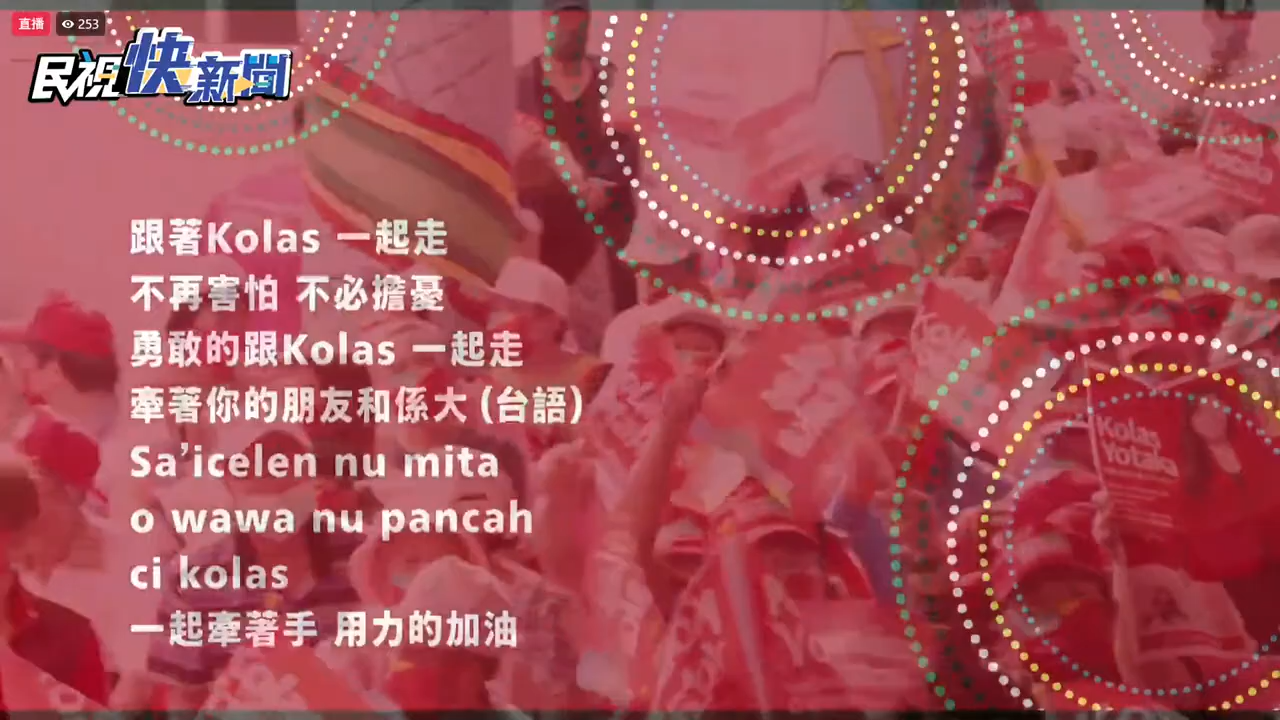 直播 253
民視快新聞
跟著Kolas 一起走
不再害怕 不必擔憂
勇敢的跟Kolas 一起走
牽著你的朋友和係大(台語)
Sa'icelen nu mita
o wawa nu pancah
ci kolas
一起牽著手 用力的加油
Kolas
Yotaka